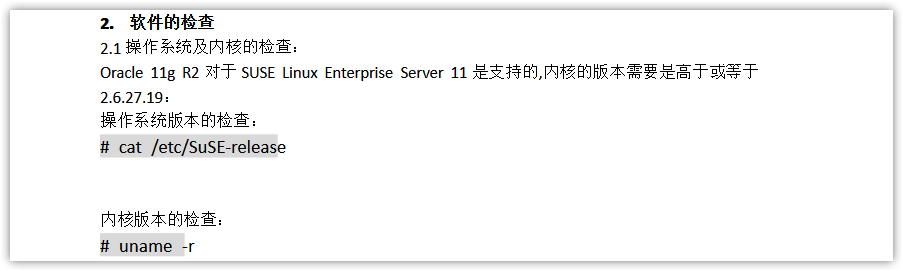 2. 软件的检查
2.1 操作系统及内核的检查：
Oracle 11g R2 对于 SUSE Linux Enterprise Server 11 是支持的,内核的版本需要是高于或等于
2.6.27.19：
操作系统版本的检查：
# cat /etc/SuSE-release
内核版本的检查：
# uname -r